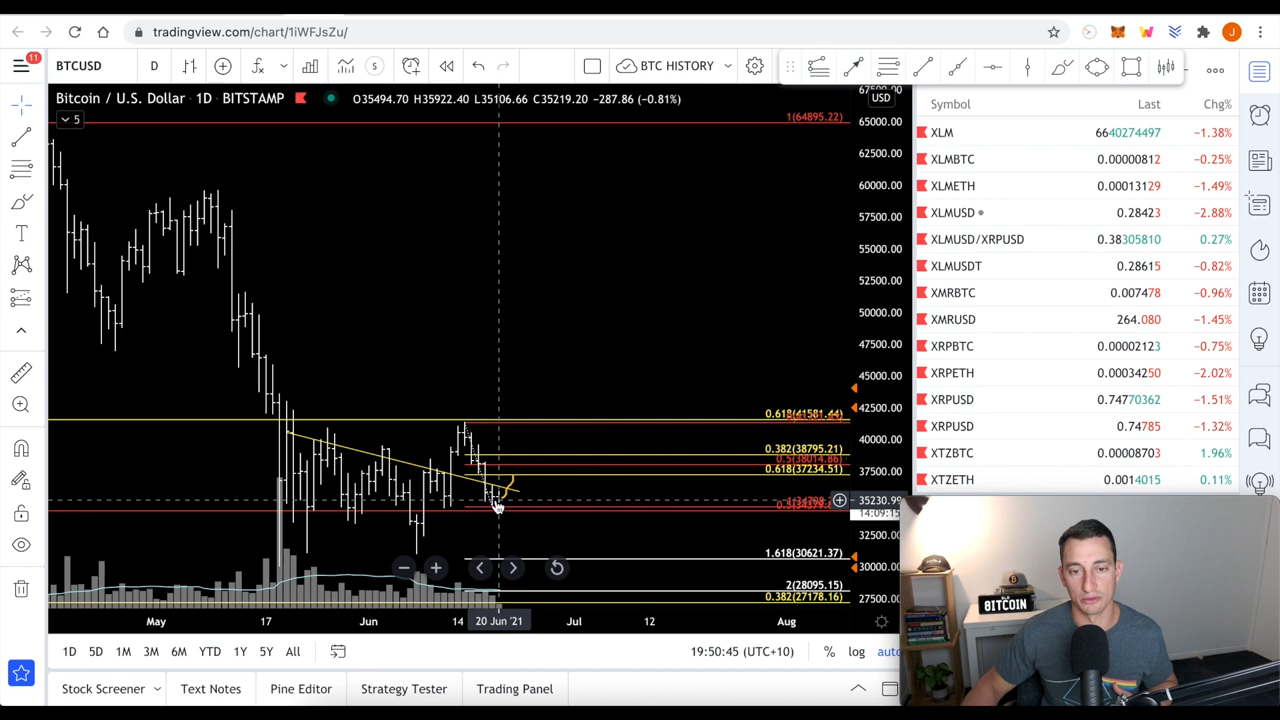 tradingview.com/chart/1iWFJsZu/
J
11
BTCUSD
D
S
BTC HISTORY
Bitcoin / U.S. Dollar · 1D · BITSTAMP
O35494.70 H35922.40 L35106.66 C35219.20 −287.86 (−0.81%)
5
USD
1(64895.22)
65000.00
62500.00
60000.00
57500.00
55000.00
52500.00
50000.00
47500.00
45000.00
42500.00
0.618(41581.44)
40000.00
0.382(38795.21)
0.5(38014.86)
0.618(37234.51)
37500.00
35230.99
14:09:15
32500.00
1.618(30621.37)
30000.00
2(28095.15)
0.382(27178.16)
27500.00
May
17
Jun
14
20 Jun '21
Jul
12
Aug
1D 5D 1M 3M 6M YTD 1Y 5Y All
19:50:45 (UTC+10)
% log auto
Stock Screener
Text Notes
Pine Editor
Strategy Tester
Trading Panel
Symbol Last Chg%
XLM 6640274497 −1.38%
XLMBTC 0.00000812 −0.25%
XLMETH 0.00013129 −1.49%
XLMUSD 0.28423 −2.88%
XLMUSD/XRPUSD 0.38305810 0.27%
XLMUSDT 0.28615 −0.82%
XMRBTC 0.007478 −0.96%
XMRUSD 264.080 −1.45%
XRPBTC 0.00002123 −0.75%
XRPETH 0.00034250 −2.02%
XRPUSD 0.74770362 −1.51%
XRPUSD 0.74785 −1.32%
XTZBTC 0.00008703 1.96%
XTZETH 0.0014015 0.11%
BITCOIN